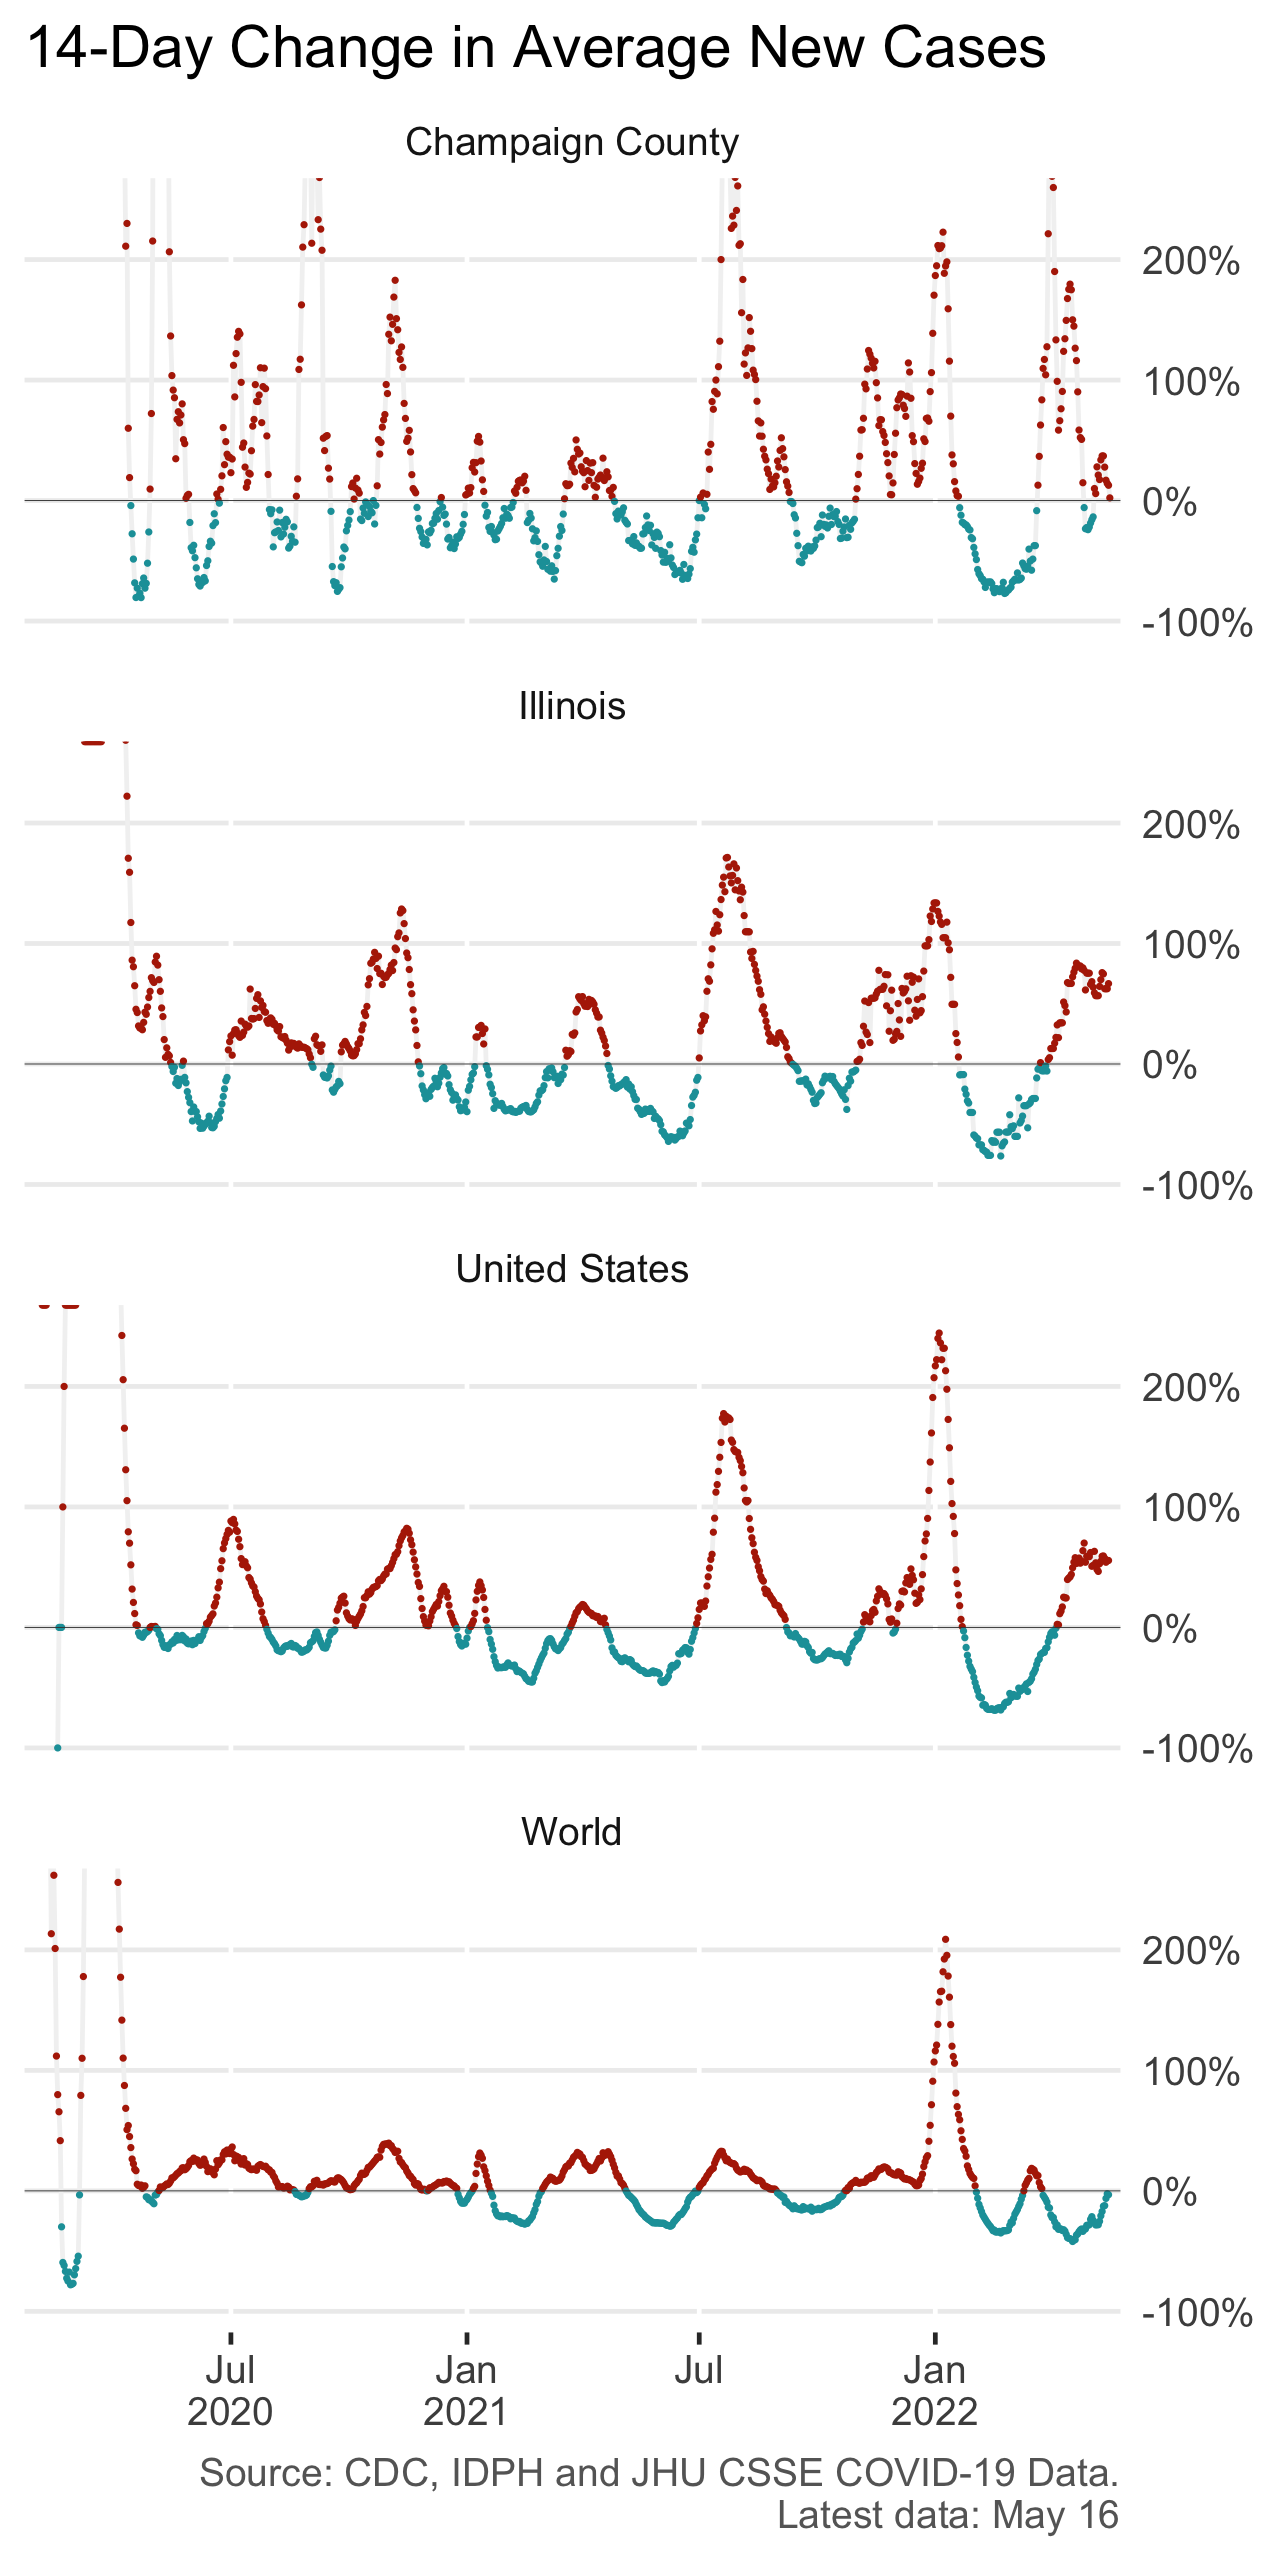 14-Day Change in Average New Cases
Champaign County
200%
100%
0%
-100%
Illinois
200%
100%
0%
-100%
United States
200%
100%
0%
-100%
World
200%
100%
0%
-100%
Jul Jan Jul Jan
2020 2021 2022
Source: CDC, IDPH and JHU CSSE COVID-19 Data.
Latest data: May 16